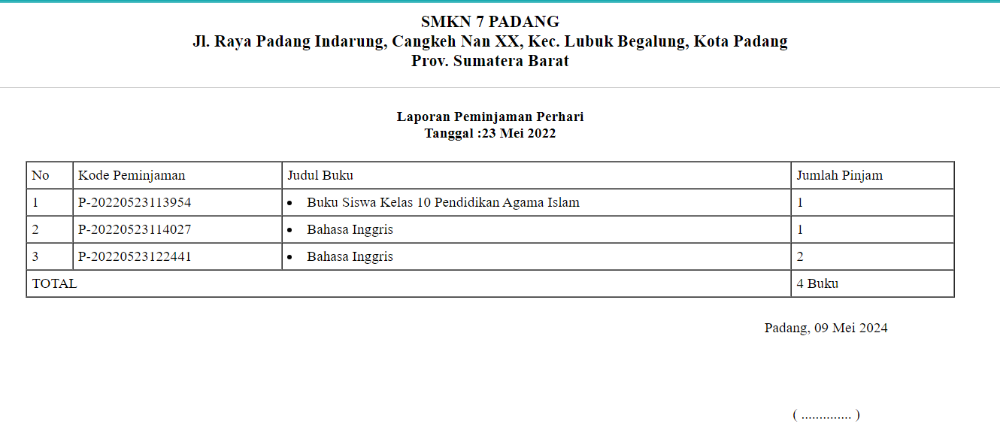 SMKN 7 PADANG
Jl. Raya Padang Indarung, Cangkeh Nan XX, Kec. Lubuk Begalung, Kota Padang
Prov. Sumatera Barat
Laporan Peminjaman Perhari
Tanggal :23 Mei 2022
No Kode Peminjaman Judul Buku Jumlah Pinjam
1 P-20220523113954 • Buku Siswa Kelas 10 Pendidikan Agama Islam 1
2 P-20220523114027 • Bahasa Inggris 1
3 P-20220523122441 • Bahasa Inggris 2
TOTAL 4 Buku
Padang, 09 Mei 2024
( .............. )